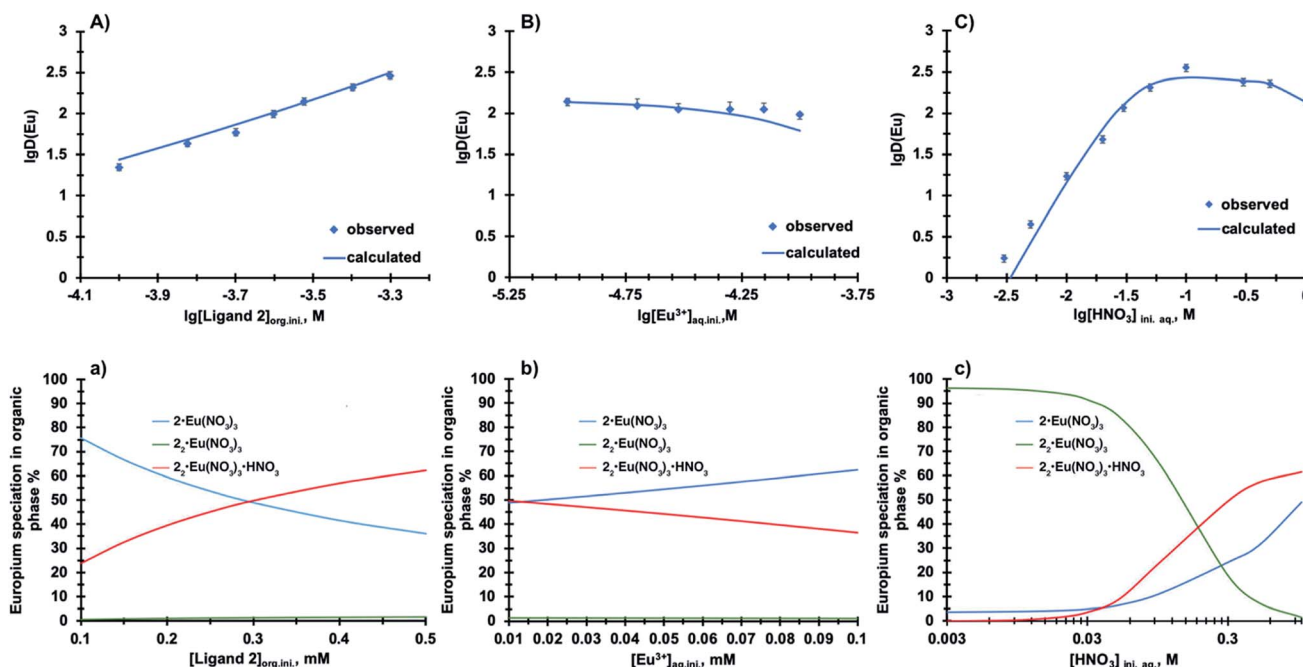 A)
3
2.5
2
1.5
1
0.5
0
lgD(Eu)
observed
calculated
-4.1 -3.9 -3.7 -3.5 -3.3
lg[Ligand 2]org.ini., M
B)
3
2.5
2
1.5
1
0.5
0
lgD(Eu)
observed
calculated
-5.25 -4.75 -4.25 -3.75
lg[Eu³⁺]aq.ini.,M
C)
3
2.5
2
1.5
1
0.5
0
lgD(Eu)
observed
calculated
-3 -2.5 -2 -1.5 -1 -0.5 0
lg[HNO₃] ini. aq., M
a)
100
90
80
70
60
50
40
30
20
10
0
Europium speciation in organic
phase %
2•Eu(NO₃)₃
2₂•Eu(NO₃)₃
2₂•Eu(NO₃)₃•HNO₃
0.1 0.2 0.3 0.4 0.5
[Ligand 2]org.ini., mM
b)
100
90
80
70
60
50
40
30
20
10
0
Europium speciation in organic
phase %
2•Eu(NO₃)₃
2₂•Eu(NO₃)₃
2₂•Eu(NO₃)₃•HNO₃
0.01 0.02 0.03 0.04 0.05 0.06 0.07 0.08 0.09 0.1
[Eu³⁺]aq.ini., mM
c)
100
90
80
70
60
50
40
30
20
10
0
Europium speciation in organic
phase %
2•Eu(NO₃)₃
2₂•Eu(NO₃)₃
2₂•Eu(NO₃)₃•HNO₃
0.003 0.03 0.3
[HNO₃] ini. aq., M